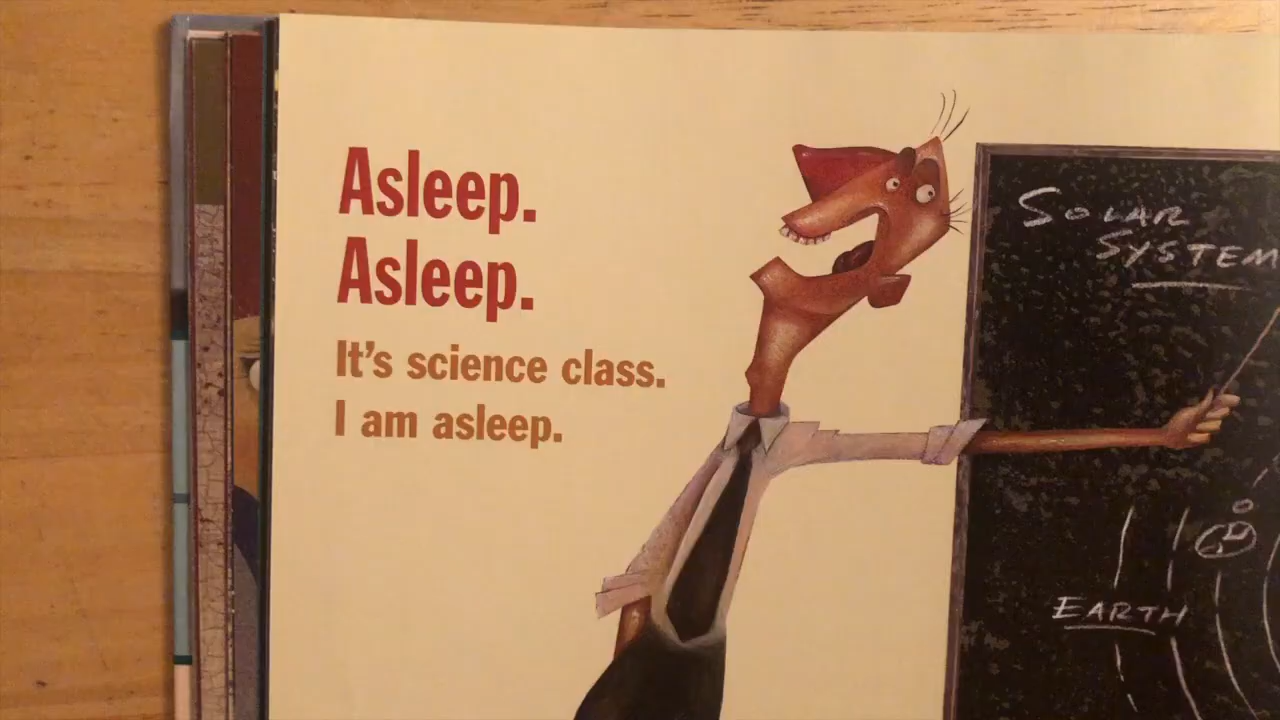 Asleep.
Asleep.
It's science class.
I am asleep.
SOLAR
SYSTEM
EARTH